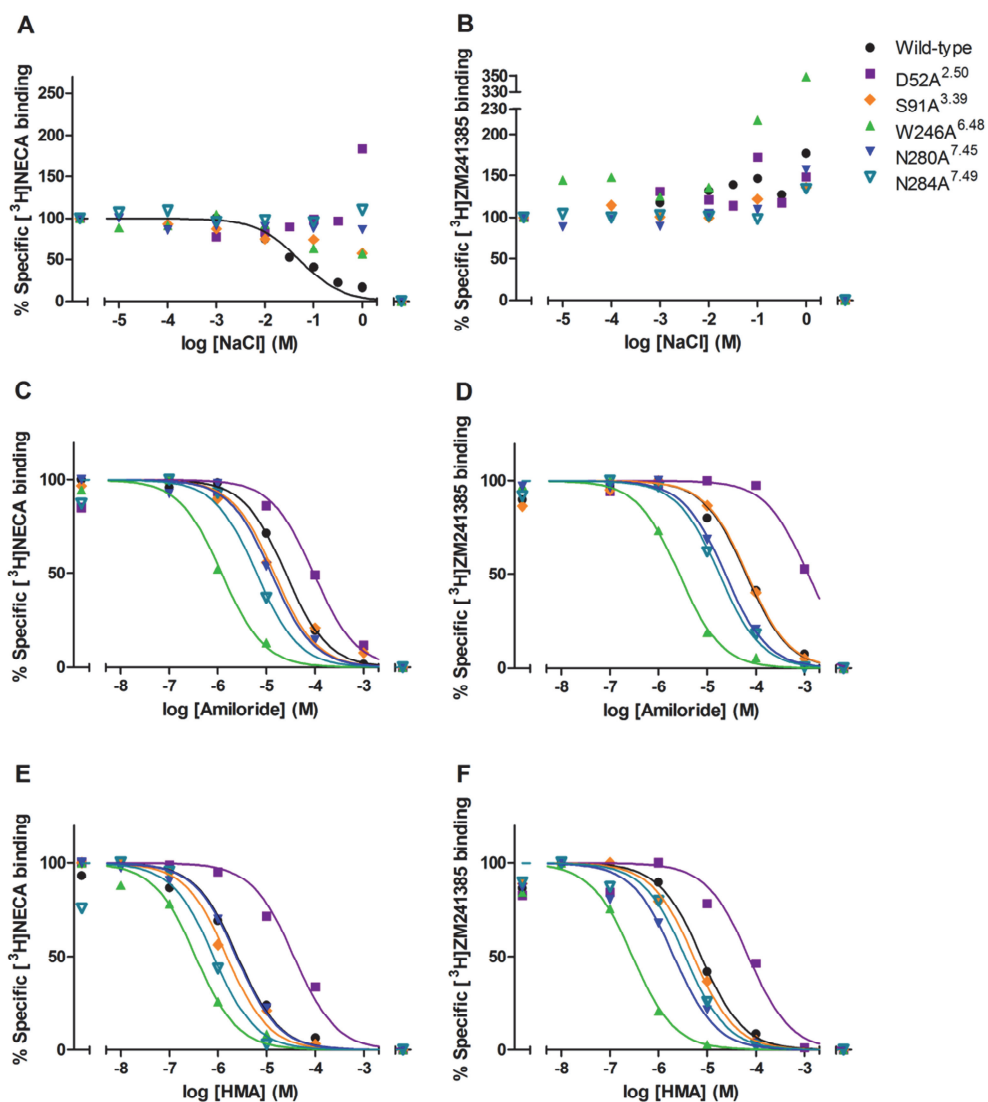 A
% Specific [³H]NECA binding
250
200
150
100
50
0
-5 -4 -3 -2 -1 0
log [NaCl] (M)
B
% Specific [³H]ZM241385 binding
350
330
230
200
150
100
50
0
-5 -4 -3 -2 -1 0
log [NaCl] (M)
Wild-type
D52A2.50
S91A3.39
W246A6.48
N280A7.45
N284A7.49
C
% Specific [³H]NECA binding
100
50
0
-8 -7 -6 -5 -4 -3
log [Amiloride] (M)
D
% Specific [³H]ZM241385 binding
100
50
0
-8 -7 -6 -5 -4 -3
log [Amiloride] (M)
E
% Specific [³H]NECA binding
100
50
0
-8 -7 -6 -5 -4 -3
log [HMA] (M)
F
% Specific [³H]ZM241385 binding
100
50
0
-8 -7 -6 -5 -4 -3
log [HMA] (M)